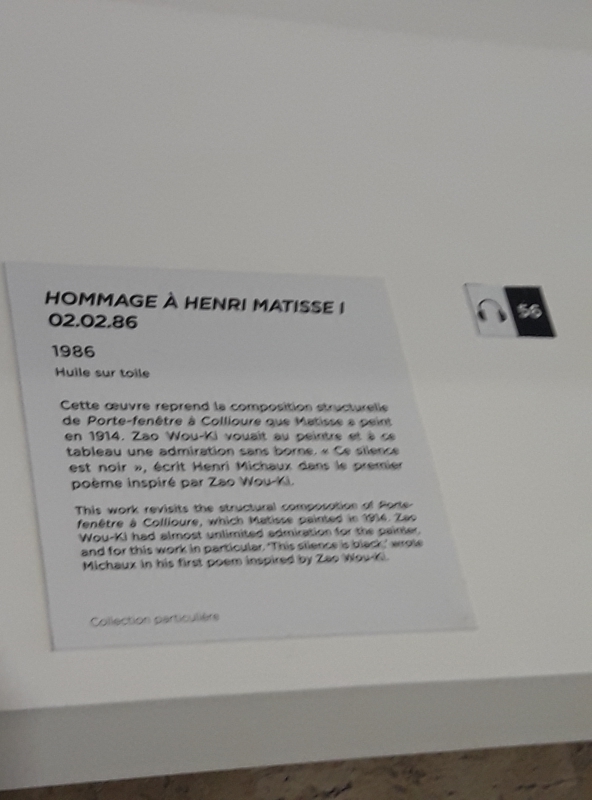 HOMMAGE À HENRI MATISSE I
02.02.86
1986
Huile sur toile
Cette œuvre reprend la composition structurelle
de Porte-fenêtre à Collioure que Matisse a peint
en 1914. Zao Wou-Ki vouait au peintre et à ce
tableau une admiration sans borne. « Ce silence
est noir », écrit Henri Michaux dans le premier
poème inspiré par Zao Wou-Ki.
This work revisits the structural composition of Porte-
fenêtre à Collioure, which Matisse painted in 1914. Zao
Wou-Ki had almost unlimited admiration for the painter,
and for this work in particular. 'This silence is black,' wrote
Michaux in his first poem inspired by Zao Wou-Ki.
Collection particulière
56